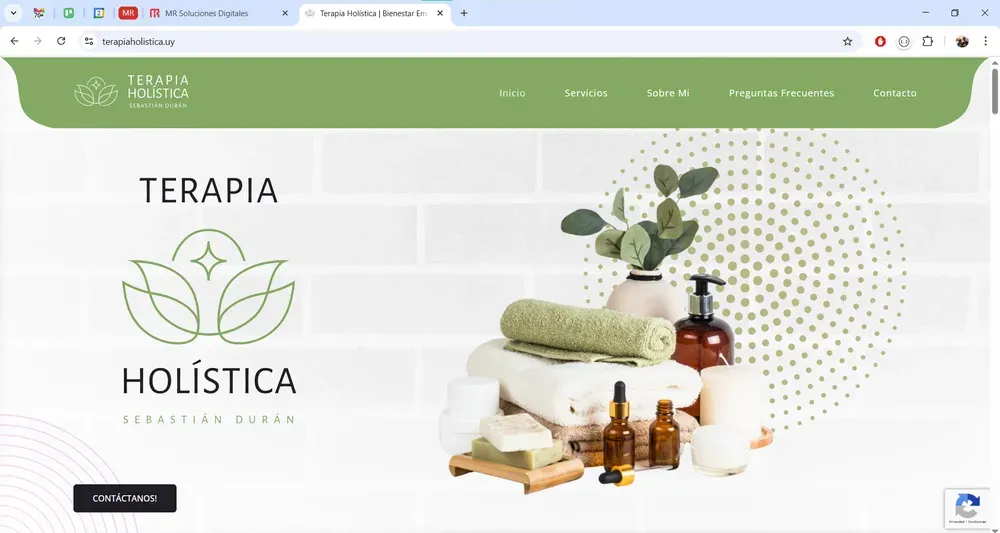 MR
MR Soluciones Digitales
Terapia Holística | Bienestar Em
terapiaholistica.uy
TERAPIA
HOLÍSTICA
SEBASTIÁN DURÁN
Inicio
Servicios
Sobre Mi
Preguntas Frecuentes
Contacto
TERAPIA
HOLÍSTICA
SEBASTIÁN DURÁN
CONTÁCTANOS!
Privacidad - Condiciones